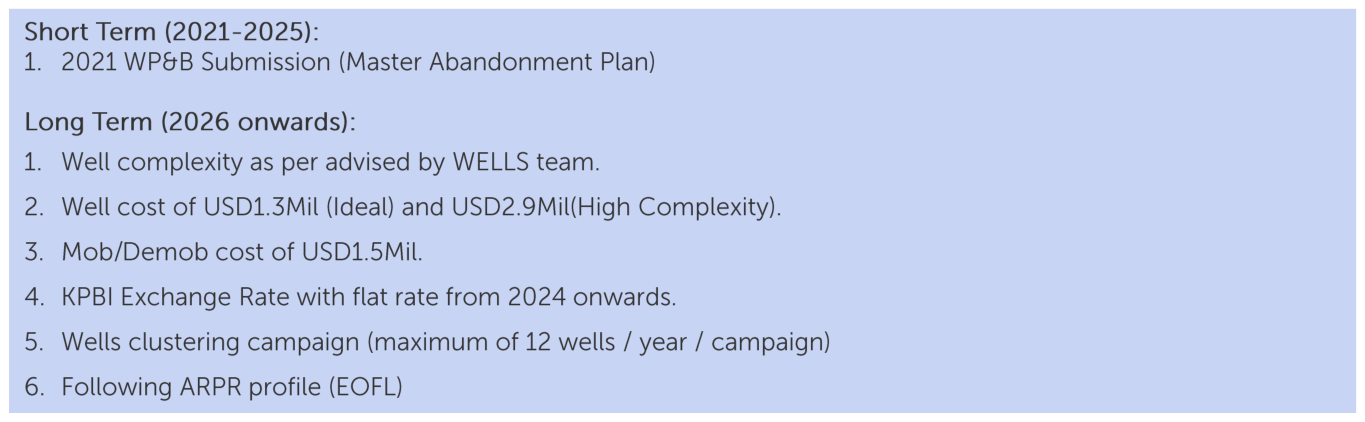 Short Term (2021-2025):
1. 2021 WP&B Submission (Master Abandonment Plan)
Long Term (2026 onwards):
1. Well complexity as per advised by WELLS team.
2. Well cost of USD1.3Mil (Ideal) and USD2.9Mil(High Complexity).
3. Mob/Demob cost of USD1.5Mil.
4. KPBI Exchange Rate with flat rate from 2024 onwards.
5. Wells clustering campaign (maximum of 12 wells / year / campaign)
6. Following ARPR profile (EOFL)